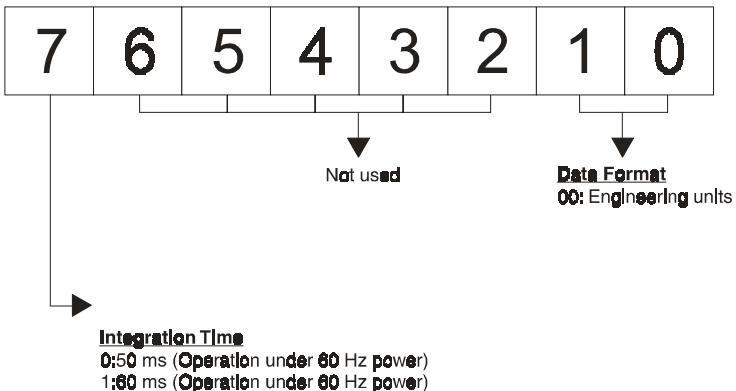 7 6 5 4 3 2 1 0
Not used
Data Format
00: Engineering units
Integration Time
0:50 ms (Operation under 60 Hz power)
1:60 ms (Operation under 60 Hz power)